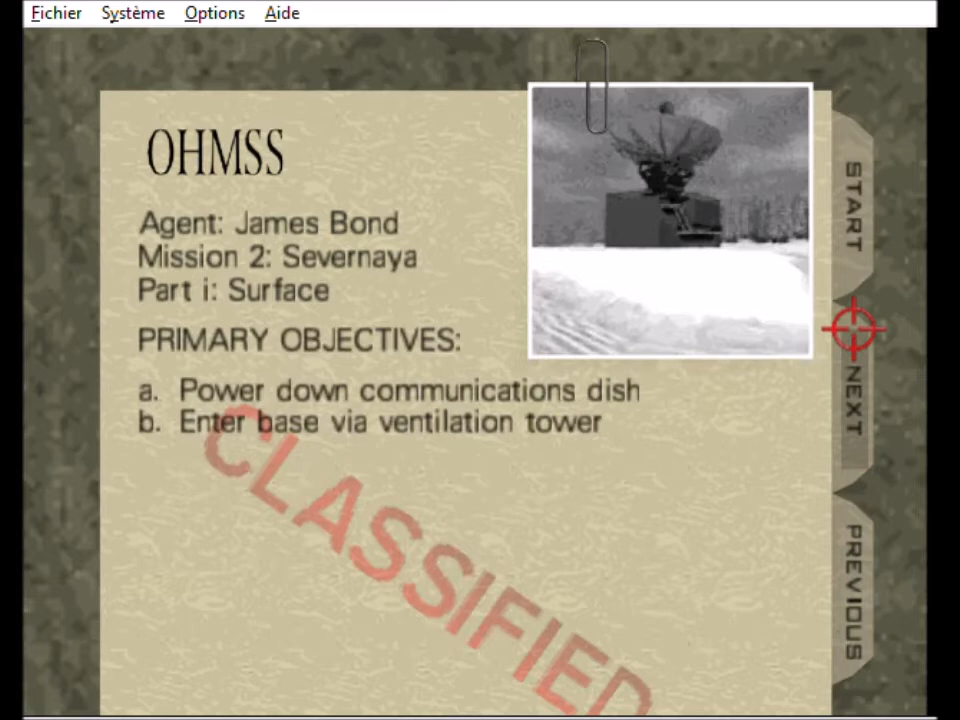 Fichier Système Options Aide
OHMSS
Agent: James Bond
Mission 2: Severnaya
Part i: Surface
PRIMARY OBJECTIVES:
a. Power down communications dish
b. Enter base via ventilation tower
CLASSIFIED
START
NEXT
PREVIOUS